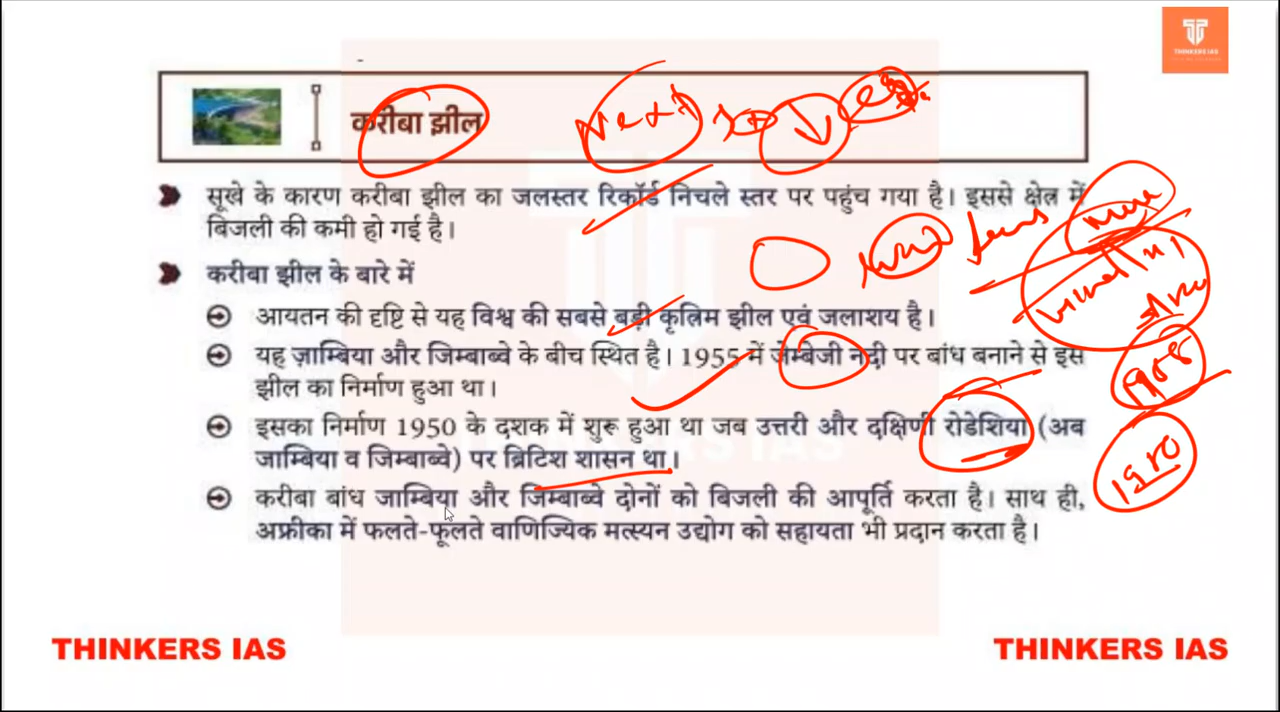 THINKERS IAS
करीबा झील
Next
सूखे के कारण करीबा झील का जलस्तर रिकॉर्ड निचले स्तर पर पहुंच गया है। इससे क्षेत्र में
बिजली की कमी हो गई है।
करीबा झील के बारे में
आयतन की दृष्टि से यह विश्व की सबसे बड़ी कृत्रिम झील एवं जलाशय है।
यह ज़ाम्बिया और जिम्बाब्वे के बीच स्थित है। 1955 में जेम्बेजी नदी पर बांध बनाने से इस
झील का निर्माण हुआ था।
इसका निर्माण 1950 के दशक में शुरू हुआ था जब उत्तरी और दक्षिणी रोडेशिया (अब
जाम्बिया व जिम्बाब्वे) पर ब्रिटिश शासन था।
करीबा बांध जाम्बिया और जिम्बाब्वे दोनों को बिजली की आपूर्ति करता है। साथ ही,
अफ्रीका में फलते-फूलते वाणिज्यिक मत्स्यन उद्योग को सहायता भी प्रदान करता है।
THINKERS IAS
THINKERS IAS